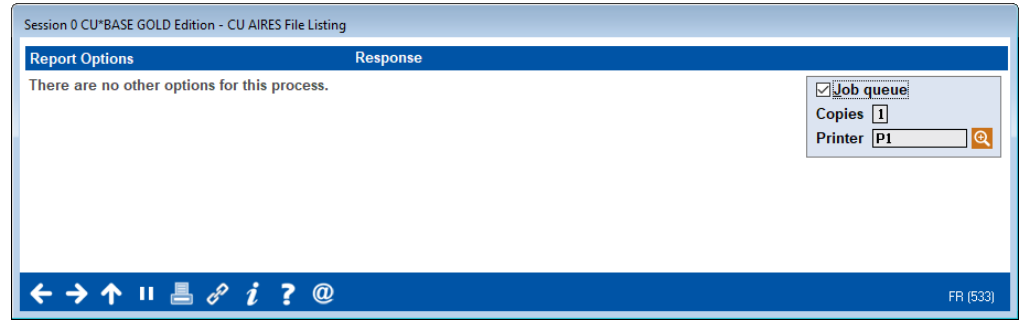 Session 0 CU*BASE GOLD Edition - CU AIRES File Listing
Report Options Response
There are no other options for this process.
Job queue
Copies 1
Printer P1
i ? @
FR (533)